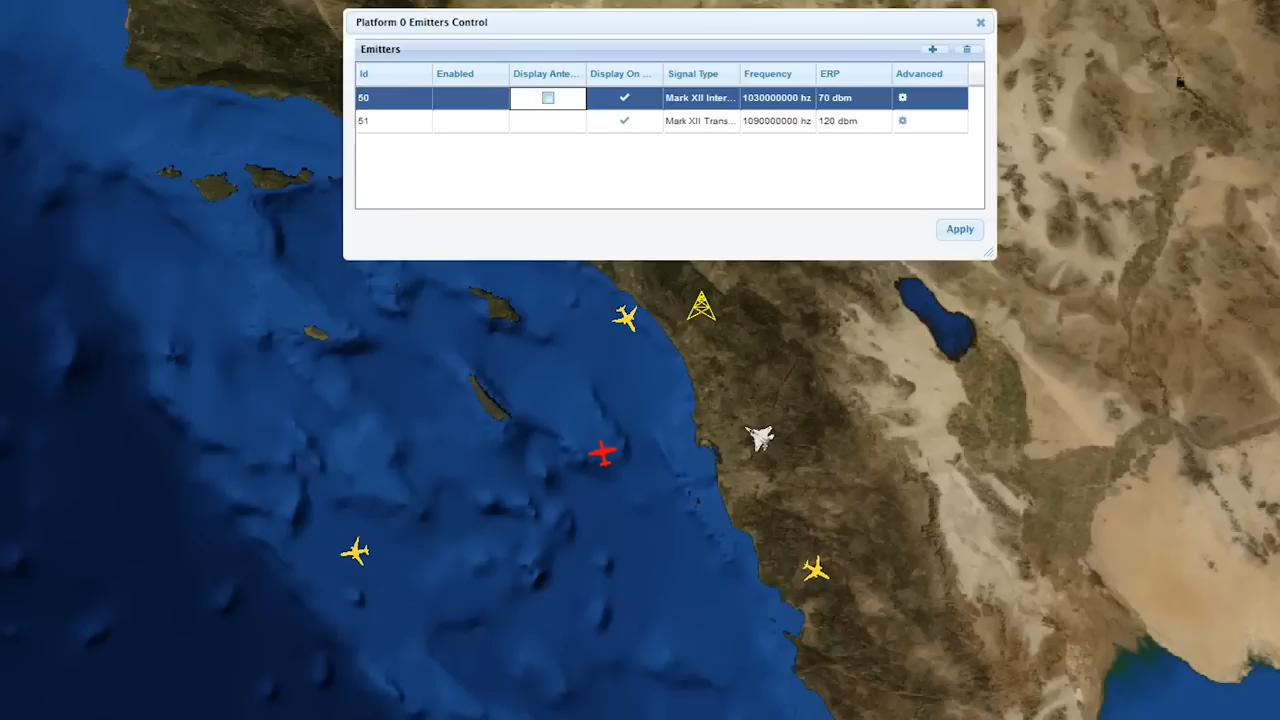 Platform 0 Emitters Control
Emitters
Id Enabled Display Ante... Display On ... Signal Type Frequency ERP Advanced
50 Mark XII Inter... 1030000000 hz 70 dbm
51 Mark XII Trans... 1090000000 hz 120 dbm
Apply